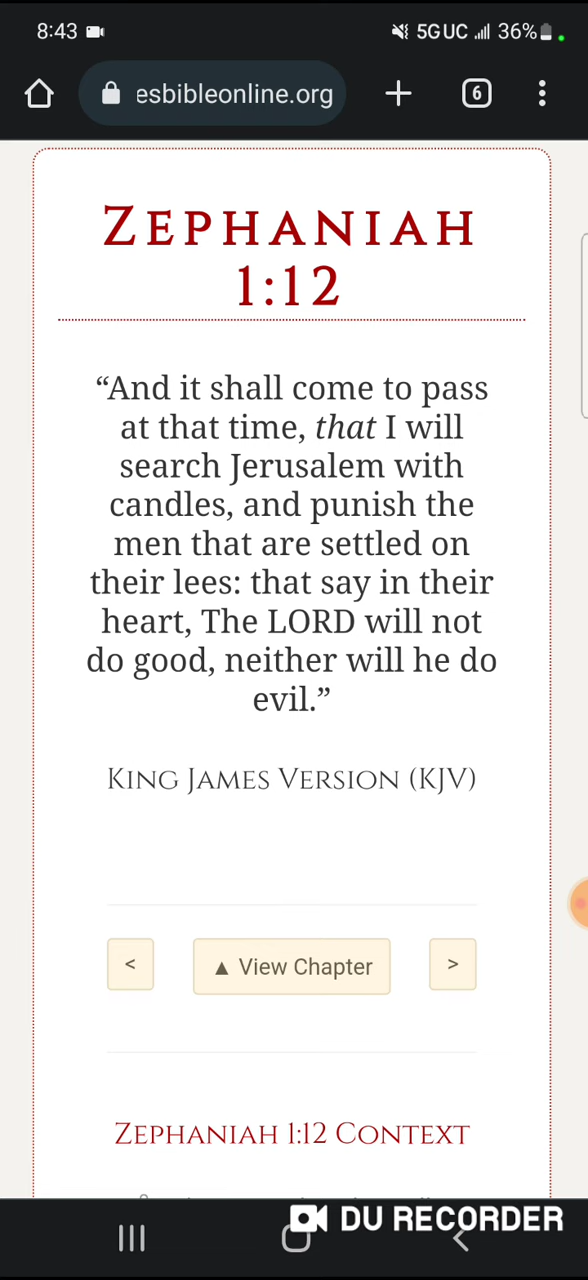 8:43 5G UC 36%
esbibleonline.org 6
ZEPHANIAH
1:12
“And it shall come to pass
at that time, that I will
search Jerusalem with
candles, and punish the
men that are settled on
their lees: that say in their
heart, The LORD will not
do good, neither will he do
evil.”
KING JAMES VERSION (KJV)
< ▲ View Chapter >
ZEPHANIAH 1:12 CONTEXT
DU RECORDER